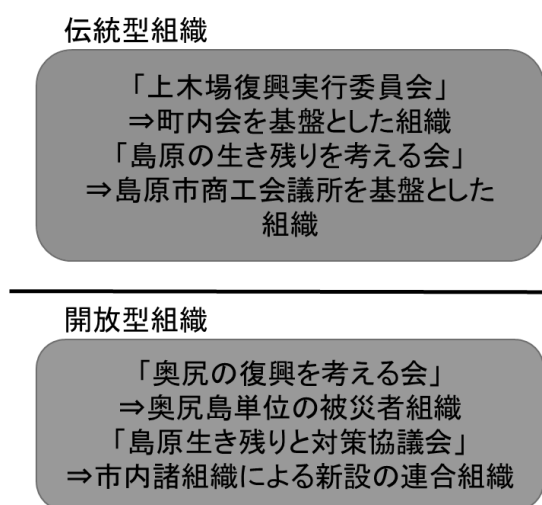 伝統型組織
「上木場復興実行委員会」
⇒町内会を基盤とした組織
「島原の生き残りを考える会」
⇒島原市商工会議所を基盤とした
組織
開放型組織
「奥尻の復興を考える会」
⇒奥尻島単位の被災者組織
「島原生き残りと対策協議会」
⇒市内諸組織による新設の連合組織